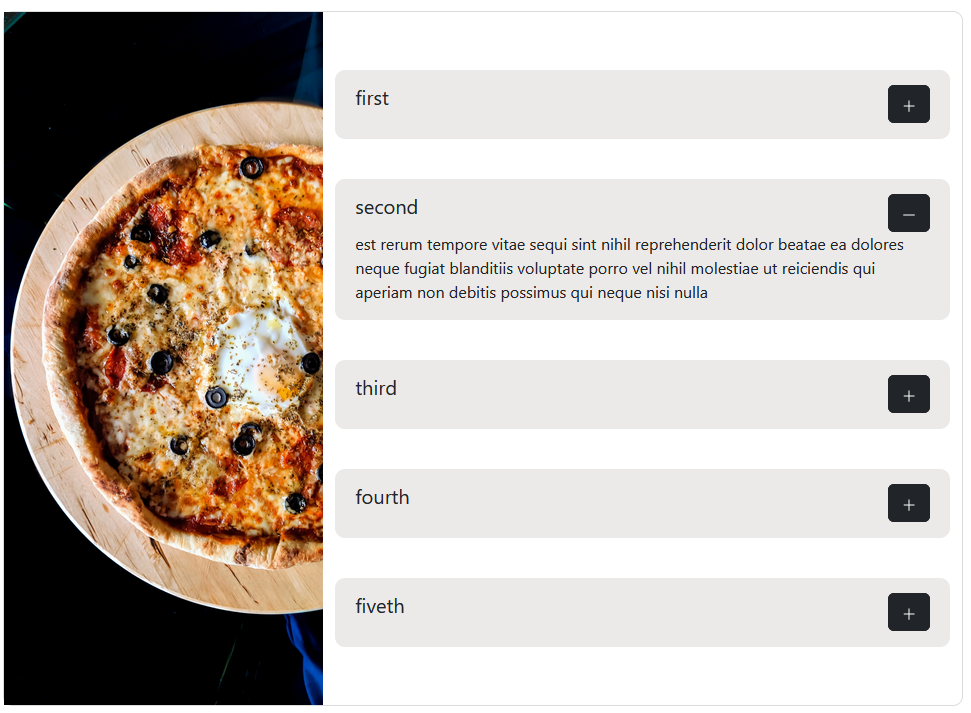 first
+
second
−
est rerum tempore vitae sequi sint nihil reprehenderit dolor beatae ea dolores
neque fugiat blanditiis voluptate porro vel nihil molestiae ut reiciendis qui
aperiam non debitis possimus qui neque nisi nulla
third
+
fourth
+
fiveth
+